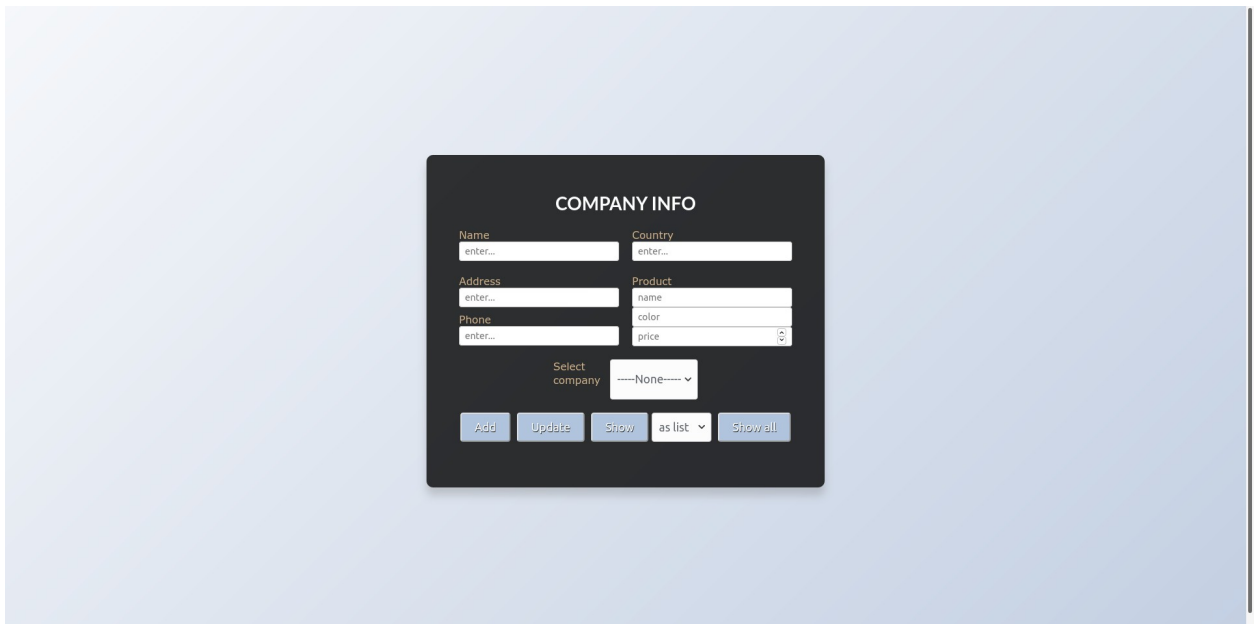 COMPANY INFO
Name
enter...
Country
enter...
Address
enter...
Product
name
color
price
Phone
enter...
Select
company
-----None-----
Add
Update
Show
as list
Show all